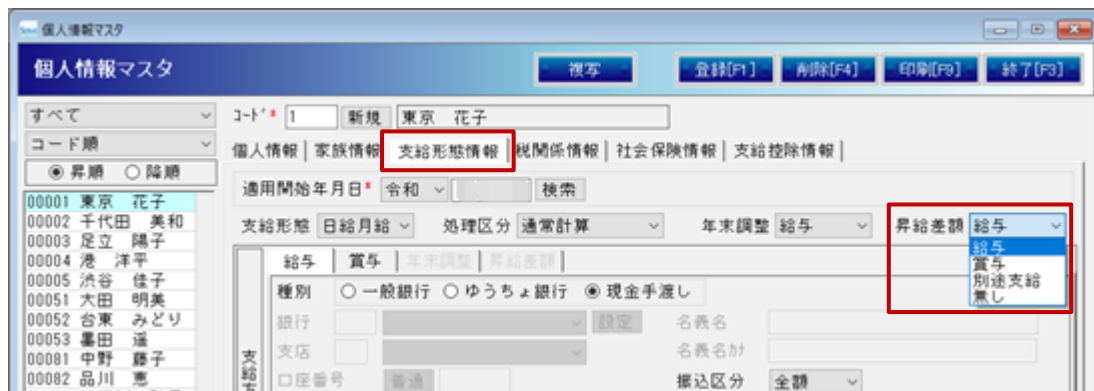 個人情報マスタ
個人情報マスタ
複写 登録[F1] 削除[F4] 印刷[F9] 終了[F3]
すべて
コード順
昇順 降順
00001 東京 花子
00002 千代田 美和
00003 足立 陽子
00004 港 洋平
00005 渋谷 佳子
00051 大田 明美
00052 台東 みどり
00053 墨田 遥
00081 中野 藤子
00082 品川 恵
コード* 1 新規 東京 花子
個人情報 家族情報 支給形態情報 税関係情報 社会保険情報 支給控除情報
適用開始年月日* 令和 検索
支給形態 日給月給 処理区分 通常計算 年末調整 給与 昇給差額 給与
給与
賞与
別途支給
無し
給与 賞与 年末調整 昇給差額
種別 一般銀行 ゆうちょ銀行 現金手渡し
銀行 設定 名義名
支店 名義名カナ
口座番号 普通 振込区分 全額
支給